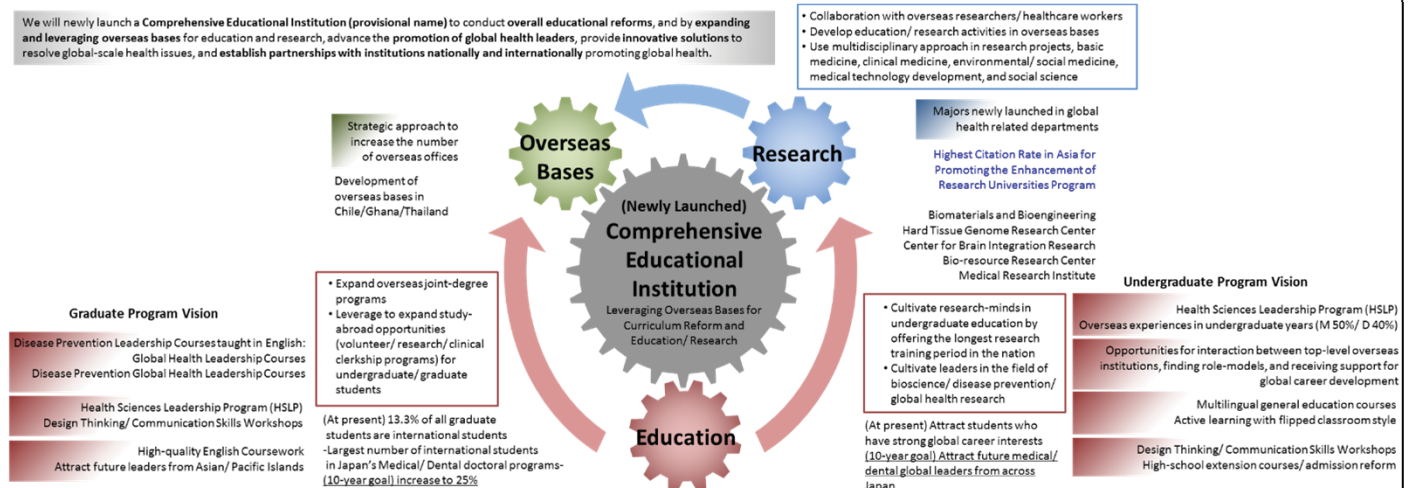 We will newly launch a Comprehensive Educational Institution (provisional name) to conduct overall educational reforms, and by expanding
and leveraging overseas bases for education and research, advance the promotion of global health leaders, provide innovative solutions to
resolve global-scale health issues, and establish partnerships with institutions nationally and internationally promoting global health.
• Collaboration with overseas researchers/ healthcare workers
• Develop education/ research activities in overseas bases
• Use multidisciplinary approach in research projects, basic
medicine, clinical medicine, environmental/ social medicine,
medical technology development, and social science
Strategic approach to
increase the number
of overseas offices
Development of
overseas bases in
Chile/Ghana/Thailand
Overseas
Bases
Research
Majors newly launched in global
health related departments
Highest Citation Rate in Asia for
Promoting the Enhancement of
Research Universities Program
Biomaterials and Bioengineering
Hard Tissue Genome Research Center
Center for Brain Integration Research
Bio-resource Research Center
Medical Research Institute
(Newly Launched)
Comprehensive
Educational
Institution
Leveraging Overseas Bases for
Curriculum Reform and
Education/ Research
Graduate Program Vision
Disease Prevention Leadership Courses taught in English:
Global Health Leadership Courses
Disease Prevention Global Health Leadership Courses
Health Sciences Leadership Program (HSLP)
Design Thinking/ Communication Skills Workshops
High-quality English Coursework
Attract future leaders from Asian/ Pacific Islands
• Expand overseas joint-degree
programs
• Leverage to expand study-
abroad opportunities
(volunteer/ research/ clinical
clerkship programs) for
undergraduate/ graduate
students
(At present) 13.3% of all graduate
students are international students
-Largest number of international students
in Japan's Medical/ Dental doctoral programs-
(10-year goal) increase to 25%
Education
• Cultivate research-minds in
undergraduate education by
offering the longest research
training period in the nation
• Cultivate leaders in the field of
bioscience/ disease prevention/
global health research
(At present) Attract students who
have strong global career interests
(10-year goal) Attract future medical/
dental global leaders from across
Japan
Undergraduate Program Vision
Health Sciences Leadership Program (HSLP)
Overseas experiences in undergraduate years (M 50%/ D 40%)
Opportunities for interaction between top-level overseas
institutions, finding role-models, and receiving support for
global career development
Multilingual general education courses
Active learning with flipped classroom style
Design Thinking/ Communication Skills Workshops
High-school extension courses/ admission reform